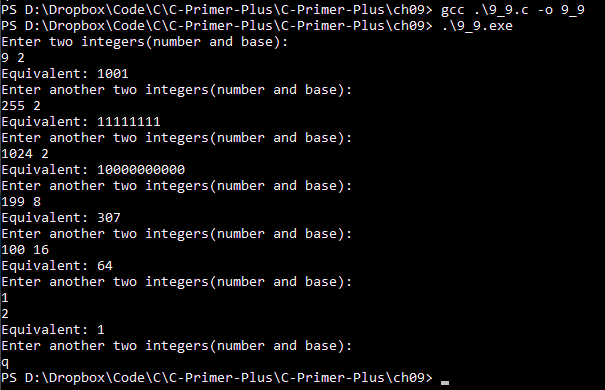 PS D:\Dropbox\Code\C\C-Primer-Plus\C-Primer-Plus\ch09> gcc .\9_9.c -o 9_9
PS D:\Dropbox\Code\C\C-Primer-Plus\C-Primer-Plus\ch09> .\9_9.exe
Enter two integers(number and base):
9 2
Equivalent: 1001
Enter another two integers(number and base):
255 2
Equivalent: 11111111
Enter another two integers(number and base):
1024 2
Equivalent: 10000000000
Enter another two integers(number and base):
199 8
Equivalent: 307
Enter another two integers(number and base):
100 16
Equivalent: 64
Enter another two integers(number and base):
1
2
Equivalent: 1
Enter another two integers(number and base):
q
PS D:\Dropbox\Code\C\C-Primer-Plus\C-Primer-Plus\ch09>